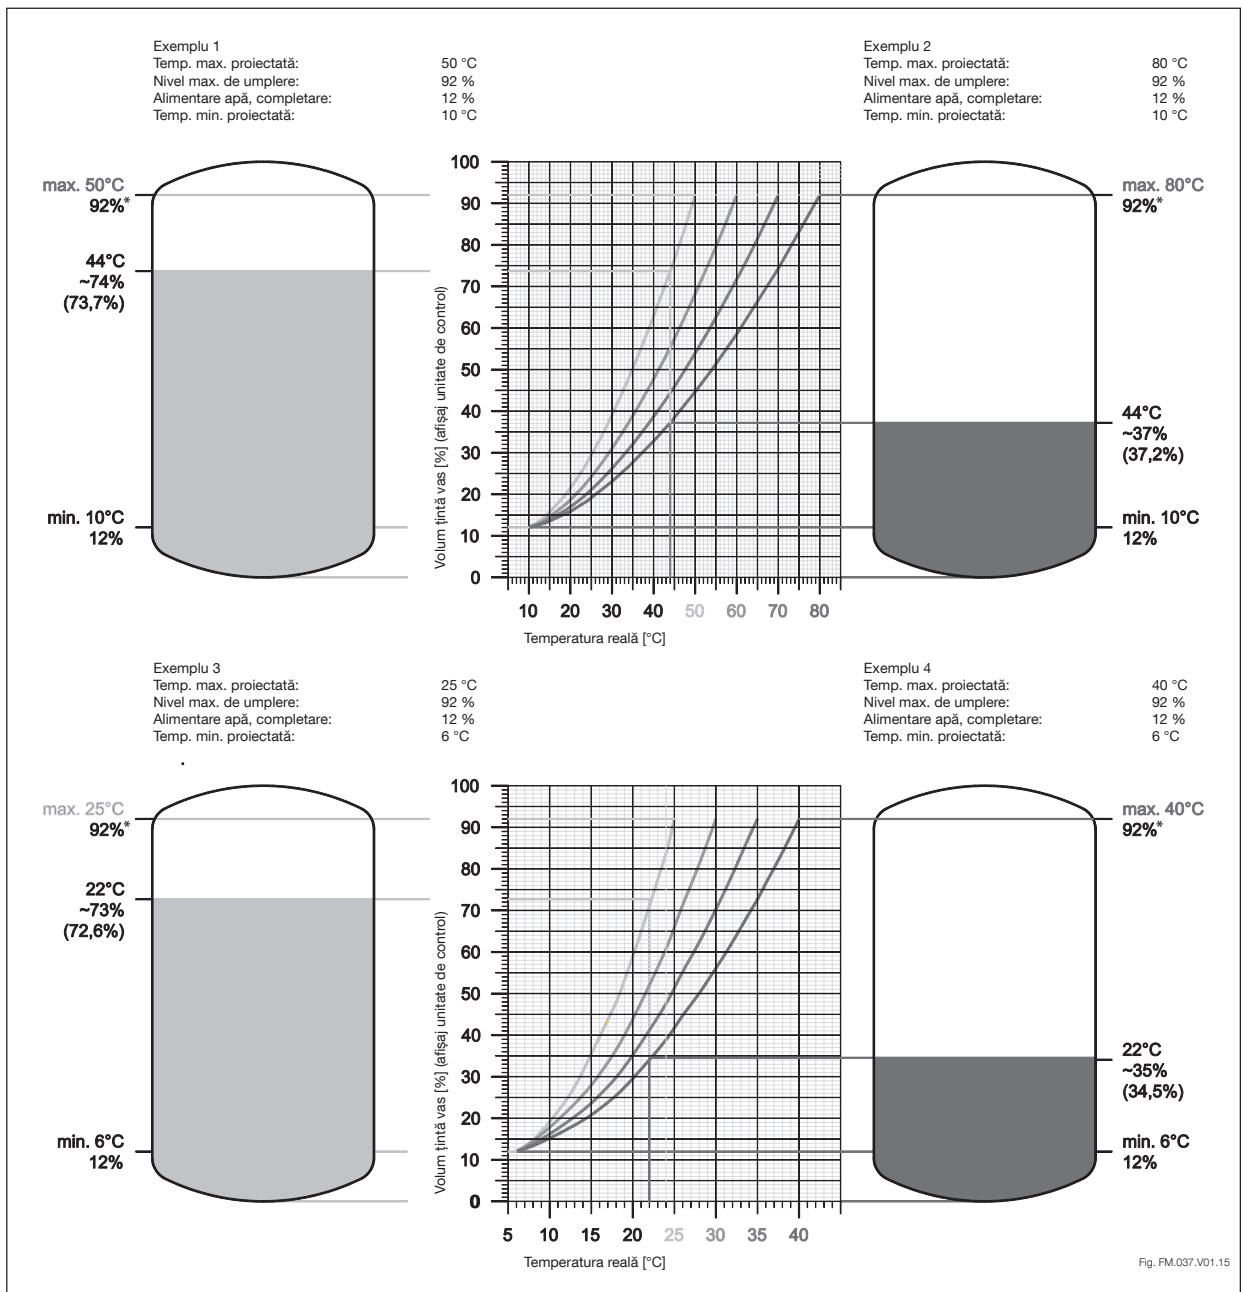 Exemplu 1
Temp. max. proiectată: 50 °C
Nivel max. de umplere: 92 %
Alimentare apă, completare: 12 %
Temp. min. proiectată: 10 °C
Exemplu 2
Temp. max. proiectată: 80 °C
Nivel max. de umplere: 92 %
Alimentare apă, completare: 12 %
Temp. min. proiectată: 10 °C
max. 50°C
92%*
44°C
~74%
(73,7%)
min. 10°C
12%
Volum țintă vas [%] (afișaj unitate de control)
100
90
80
70
60
50
40
30
20
10
0
10 20 30 40 50 60 70 80
Temperatura reală [°C]
max. 80°C
92%*
44°C
~37%
(37,2%)
min. 10°C
12%
Exemplu 3
Temp. max. proiectată: 25 °C
Nivel max. de umplere: 92 %
Alimentare apă, completare: 12 %
Temp. min. proiectată: 6 °C
Exemplu 4
Temp. max. proiectată: 40 °C
Nivel max. de umplere: 92 %
Alimentare apă, completare: 12 %
Temp. min. proiectată: 6 °C
max. 25°C
92%*
22°C
~73%
(72,6%)
min. 6°C
12%
Volum țintă vas [%] (afișaj unitate de control)
100
90
80
70
60
50
40
30
20
10
0
5 10 15 20 25 30 35 40
Temperatura reală [°C]
max. 40°C
92%*
22°C
~35%
(34,5%)
min. 6°C
12%
Fig. FM.037.V01.15